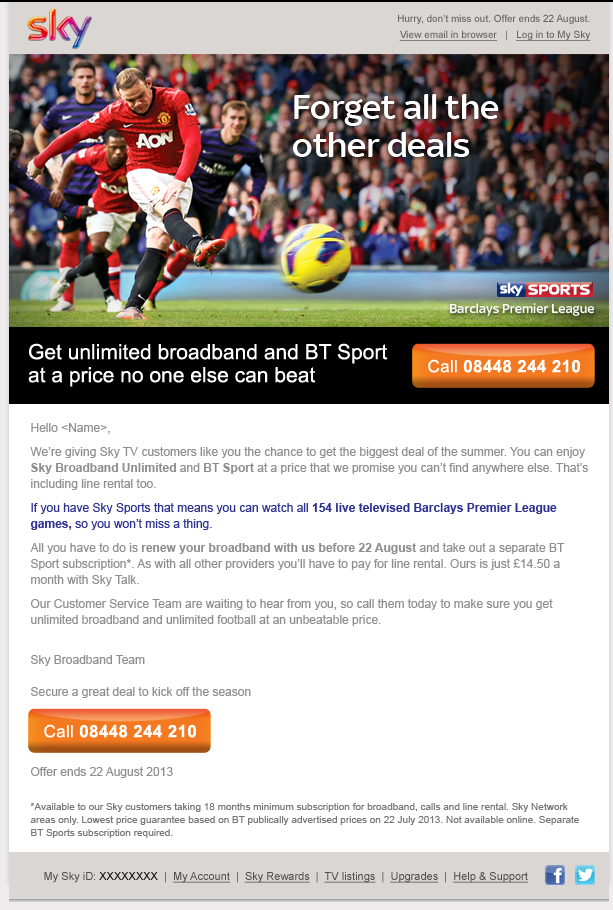 sky
Hurry, don't miss out. Offer ends 22 August.
View email in browser | Log in to My Sky
Forget all the
other deals
AON
sky SPORTS
Barclays Premier League
Get unlimited broadband and BT Sport
at a price no one else can beat
Call 08448 244 210
Hello <Name>,
We're giving Sky TV customers like you the chance to get the biggest deal of the summer. You can enjoy
Sky Broadband Unlimited and BT Sport at a price that we promise you can't find anywhere else. That's
including line rental too.
If you have Sky Sports that means you can watch all 154 live televised Barclays Premier League
games, so you won't miss a thing.
All you have to do is renew your broadband with us before 22 August and take out a separate BT
Sport subscription*. As with all other providers you'll have to pay for line rental. Ours is just £14.50 a
month with Sky Talk.
Our Customer Service Team are waiting to hear from you, so call them today to make sure you get
unlimited broadband and unlimited football at an unbeatable price.
Sky Broadband Team
Secure a great deal to kick off the season
Call 08448 244 210
Offer ends 22 August 2013
*Available to our Sky customers taking 18 months minimum subscription for broadband, calls and line rental. Sky Network
areas only. Lowest price guarantee based on BT publically advertised prices on 22 July 2013. Not available online. Separate
BT Sports subscription required.
My Sky iD: XXXXXXXX | My Account | Sky Rewards | TV listings | Upgrades | Help & Support